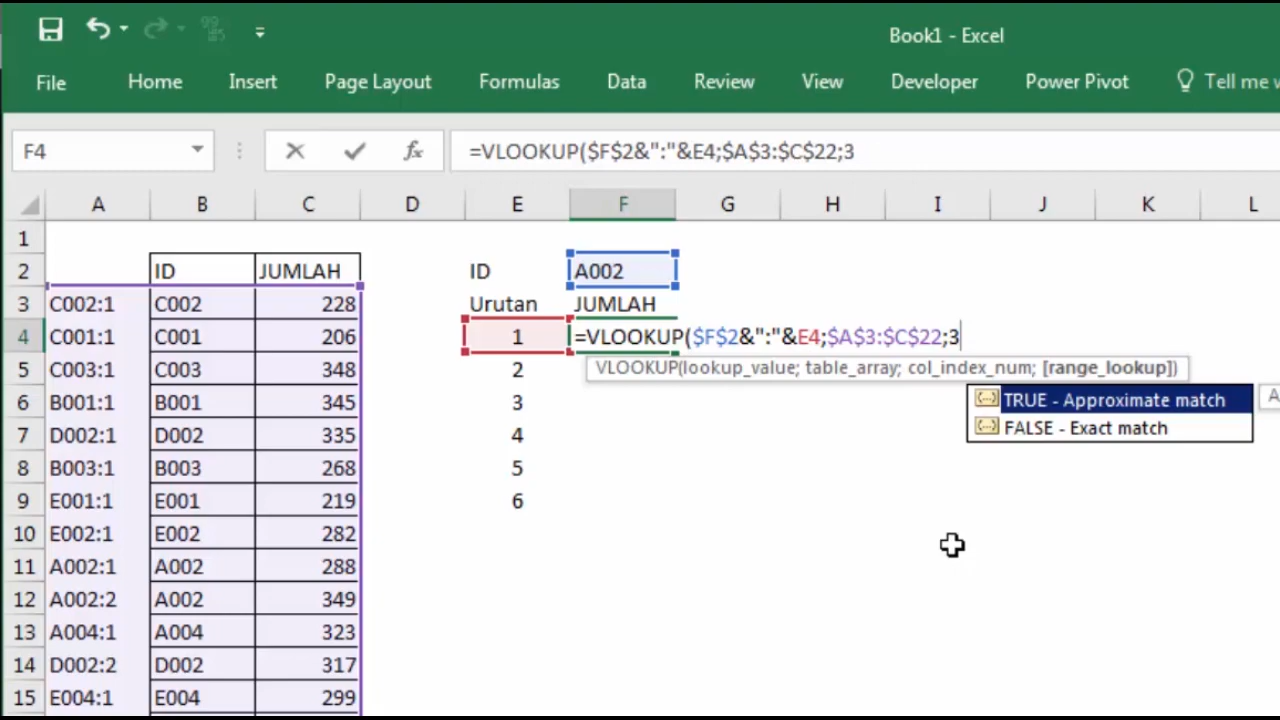 Book1 - Excel
File Home Insert Page Layout Formulas Data Review View Developer Power Pivot Tell me
F4 fx =VLOOKUP($F$2&":"&E4;$A$3:$C$22;3
A B C D E F G H I J K L
1
2 ID JUMLAH ID A002
3 C002:1 C002 228 Urutan JUMLAH
4 C001:1 C001 206 1 =VLOOKUP($F$2&":"&E4;$A$3:$C$22;3
5 C003:1 C003 348 2 VLOOKUP(lookup_value; table_array; col_index_num; [range_lookup])
6 B001:1 B001 345 3 TRUE - Approximate match
7 D002:1 D002 335 4 FALSE - Exact match
8 B003:1 B003 268 5
9 E001:1 E001 219 6
10 E002:1 E002 282
11 A002:1 A002 288
12 A002:2 A002 349
13 A004:1 A004 323
14 D002:2 D002 317
15 E004:1 E004 299